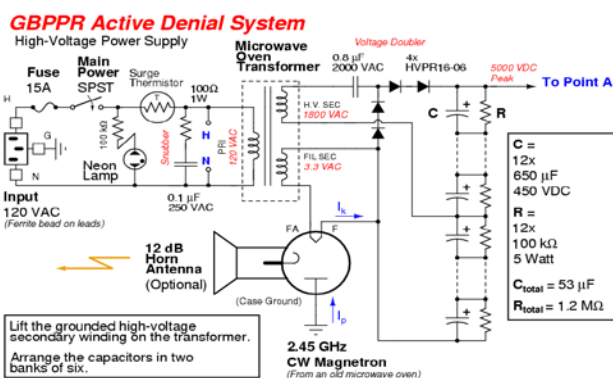 GBPPR Active Denial System
High-Voltage Power Supply
Fuse
15A
Main
Power
SPST
Surge
Thermistor
100Ω
1W
Microwave
Oven
Transformer
0.8 µF
2000 VAC
Voltage Doubler
4x
HVPR16-06
5000 VDC
Peak
To Point A
H
G
N
100 kΩ
Neon
Lamp
Snubber
H
N
PRI
120 VAC
H.V. SEC
1800 VAC
FIL SEC
3.3 VAC
C
R
Input
120 VAC
(Ferrite bead on leads)
0.1 µF
250 VAC
C =
12x
650 µF
450 VDC
R =
12x
100 kΩ
5 Watt
Ctotal = 53 µF
Rtotal = 1.2 MΩ
12 dB
Horn
Antenna
(Optional)
FA
F
Ik
(Case Ground)
Ip
2.45 GHz
CW Magnetron
(From an old microwave oven)
Lift the grounded high-voltage
secondary winding on the transformer.
Arrange the capacitors in two
banks of six.